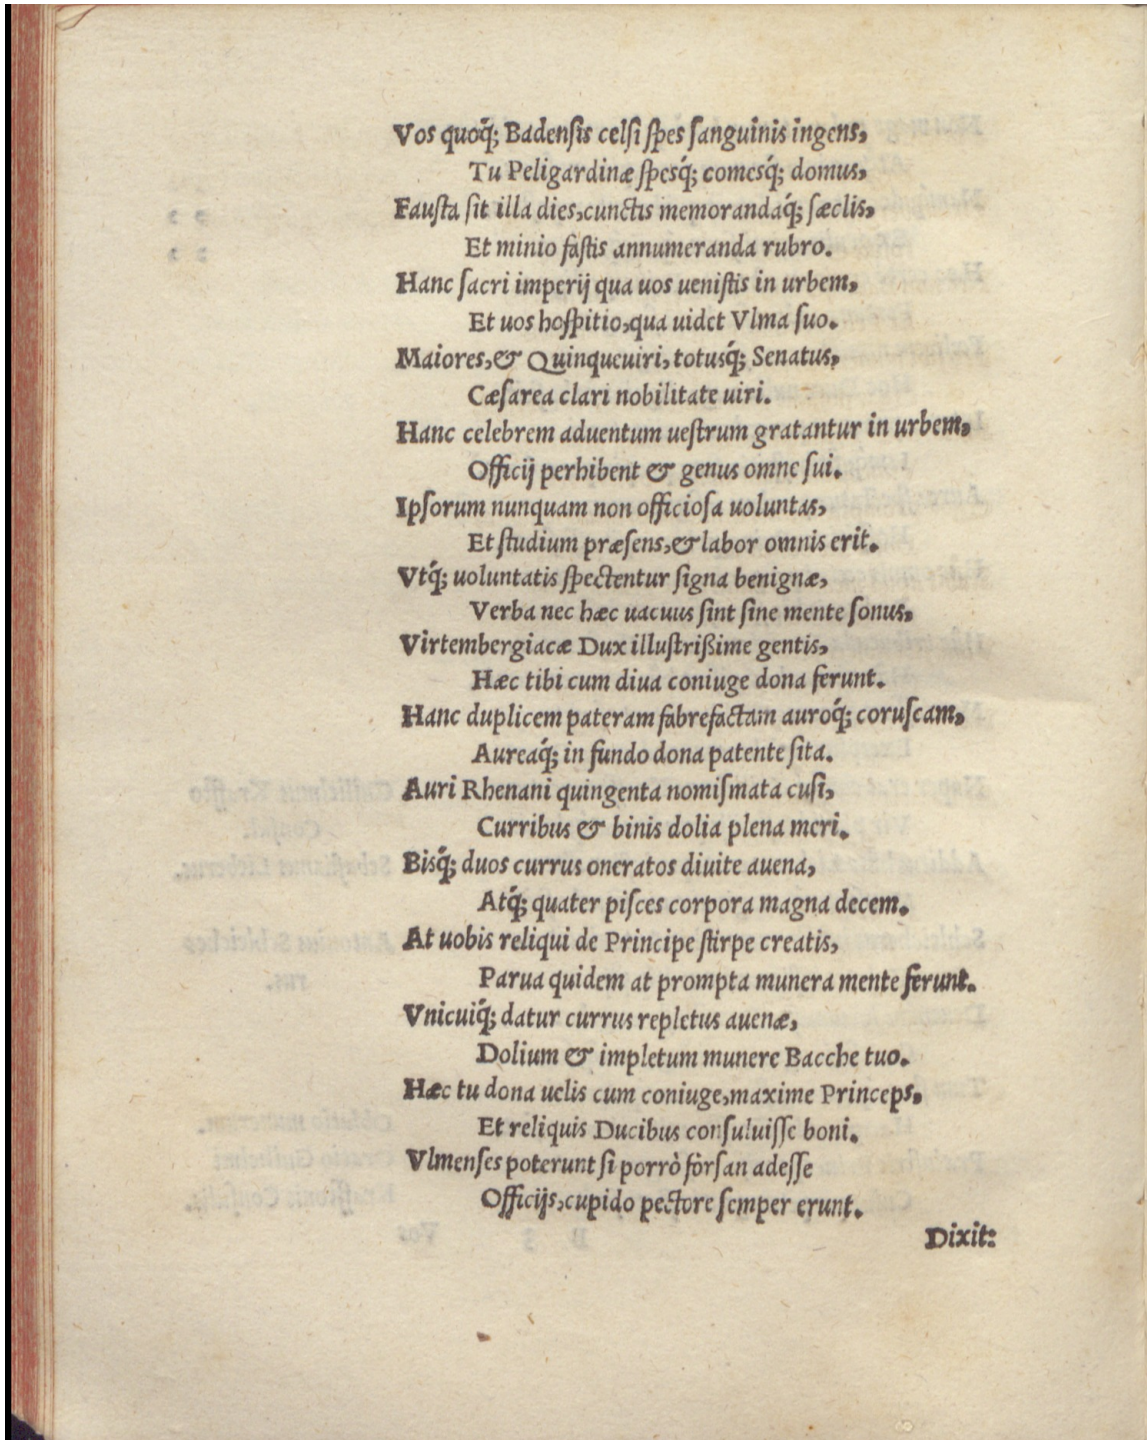 Vos quoq́; Badenſis celſi ſpes ſanguinis ingens,
Tu Peligardinæ ſpesq́; comesq́; domus,
Fauſta ſit illa dies, cunctis memorandaq́; ſæclis,
Et minio faſtis annumeranda rubro.
Hanc ſacri imperij qua uos ueniſtis in urbem,
Et uos hoſpitio, qua uidet Vlma ſuo.
Maiores, & Quinqueuiri, totusq́; Senatus,
Cæſarea clari nobilitate uiri.
Hanc celebrem aduentum ueſtrum gratantur in urbem,
Officij perhibent & genus omne ſui.
Ipſorum nunquam non officioſa uoluntas,
Et ſtudium præſens, & labor omnis erit.
Vtq́; uoluntatis ſpectentur ſigna benignæ,
Verba nec hæc uacuus ſint ſine mente ſonus,
Virtembergiacæ Dux illuſtriſsime gentis,
Hæc tibi cum diua coniuge dona ferunt.
Hanc duplicem pateram fabrefactam auroq́; coruſcam,
Aureaq́; in fundo dona patente ſita.
Auri Rhenani quingenta nomiſmata cuſi,
Curribus & binis dolia plena meri.
Bisq́; duos currus oneratos diuite auena,
Atq́; quater piſces corpora magna decem.
At uobis reliqui de Principe ſtirpe creatis,
Parua quidem at prompta munera mente ferunt.
Vnicuiq́; datur currus repletus auenæ,
Dolium & impletum munere Bacche tuo.
Hæc tu dona uelis cum coniuge, maxime Princeps,
Et reliquis Ducibus conſuluiſſe boni.
Vlmenſes poterunt ſi porrò fòrſan adeſſe
Officijs, cupido pectore ſemper erunt.
Dixit: